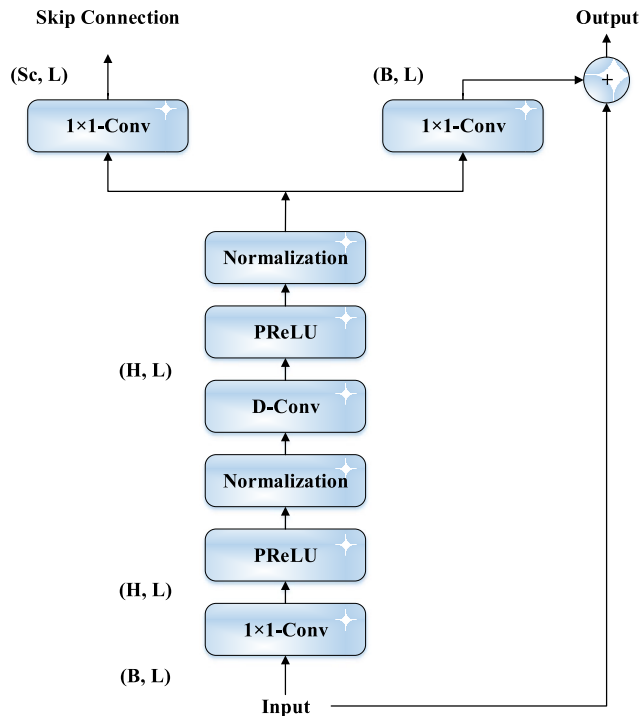 Skip Connection
Output
(Sc, L)
(B, L)
+
1×1-Conv
1×1-Conv
Normalization
PReLU
(H, L)
D-Conv
Normalization
PReLU
(H, L)
1×1-Conv
(B, L)
Input